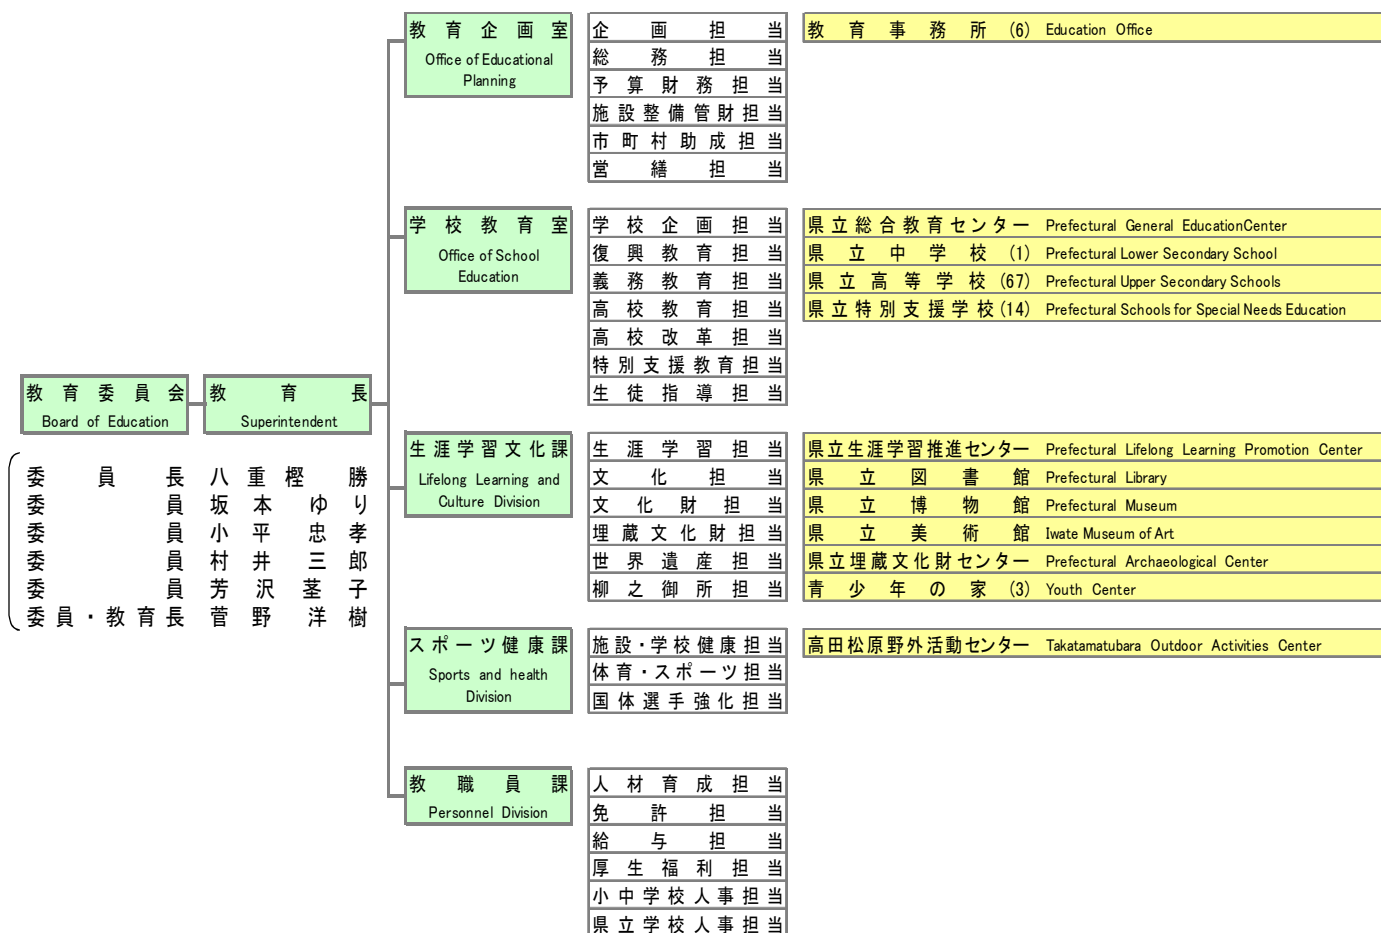 教育企画室
Office of Educational
Planning
企画担当
総務担当
予算財務担当
施設整備管財担当
市町村助成担当
営繕担当
教育事務所 (6) Education Office
学校教育室
Office of School
Education
学校企画担当
復興教育担当
義務教育担当
高校教育担当
高校改革担当
特別支援教育担当
生徒指導担当
県立総合教育センター Prefectural General EducationCenter
県立中学校 (1) Prefectural Lower Secondary School
県立高等学校 (67) Prefectural Upper Secondary Schools
県立特別支援学校 (14) Prefectural Schools for Special Needs Education
教育委員会
Board of Education
教育長
Superintendent
委員長 八重樫 勝
委員 坂本 ゆり
委員 小平 忠孝
委員 村井 三郎
委員 芳沢 茎子
委員・教育長 菅野 洋樹
生涯学習文化課
Lifelong Learning and
Culture Division
生涯学習担当
文化担当
文化財担当
埋蔵文化財担当
世界遺産担当
柳之御所担当
県立生涯学習推進センター Prefectural Lifelong Learning Promotion Center
県立図書館 Prefectural Library
県立博物館 Prefectural Museum
県立美術館 Iwate Museum of Art
県立埋蔵文化財センター Prefectural Archaeological Center
青少年の家 (3) Youth Center
スポーツ健康課
Sports and health
Division
施設・学校健康担当
体育・スポーツ担当
国体選手強化担当
高田松原野外活動センター Takatamatubara Outdoor Activities Center
教職員課
Personnel Division
人材育成担当
免許担当
給与担当
厚生福利担当
小中学校人事担当
県立学校人事担当